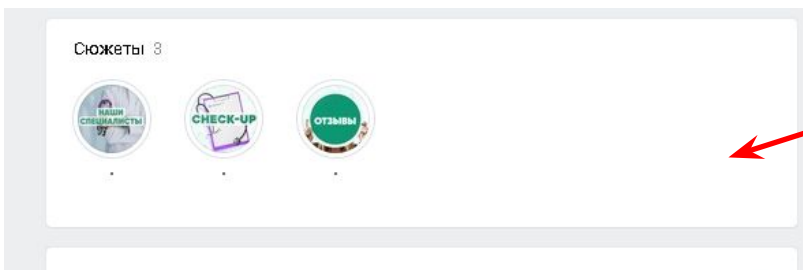 Сюжеты 3
НАШИ
СПЕЦИАЛИСТЫ
CHECK-UP
ОТЗЫВЫ
. . .